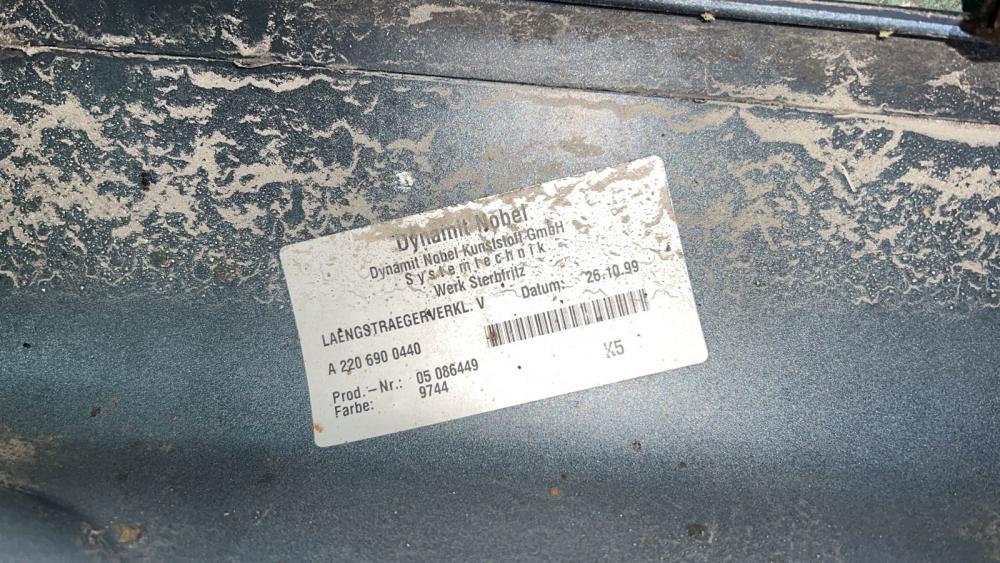 Dynamit Nobel
Dynamit Nobel Kunststoff GmbH
Systemtechnik
Werk Sterbfritz
LAENGSTRAEGERVERKL. V Datum: 26.10.99
A 220 690 0440
K5
Prod.-Nr.: 05 086449
Farbe: 9744